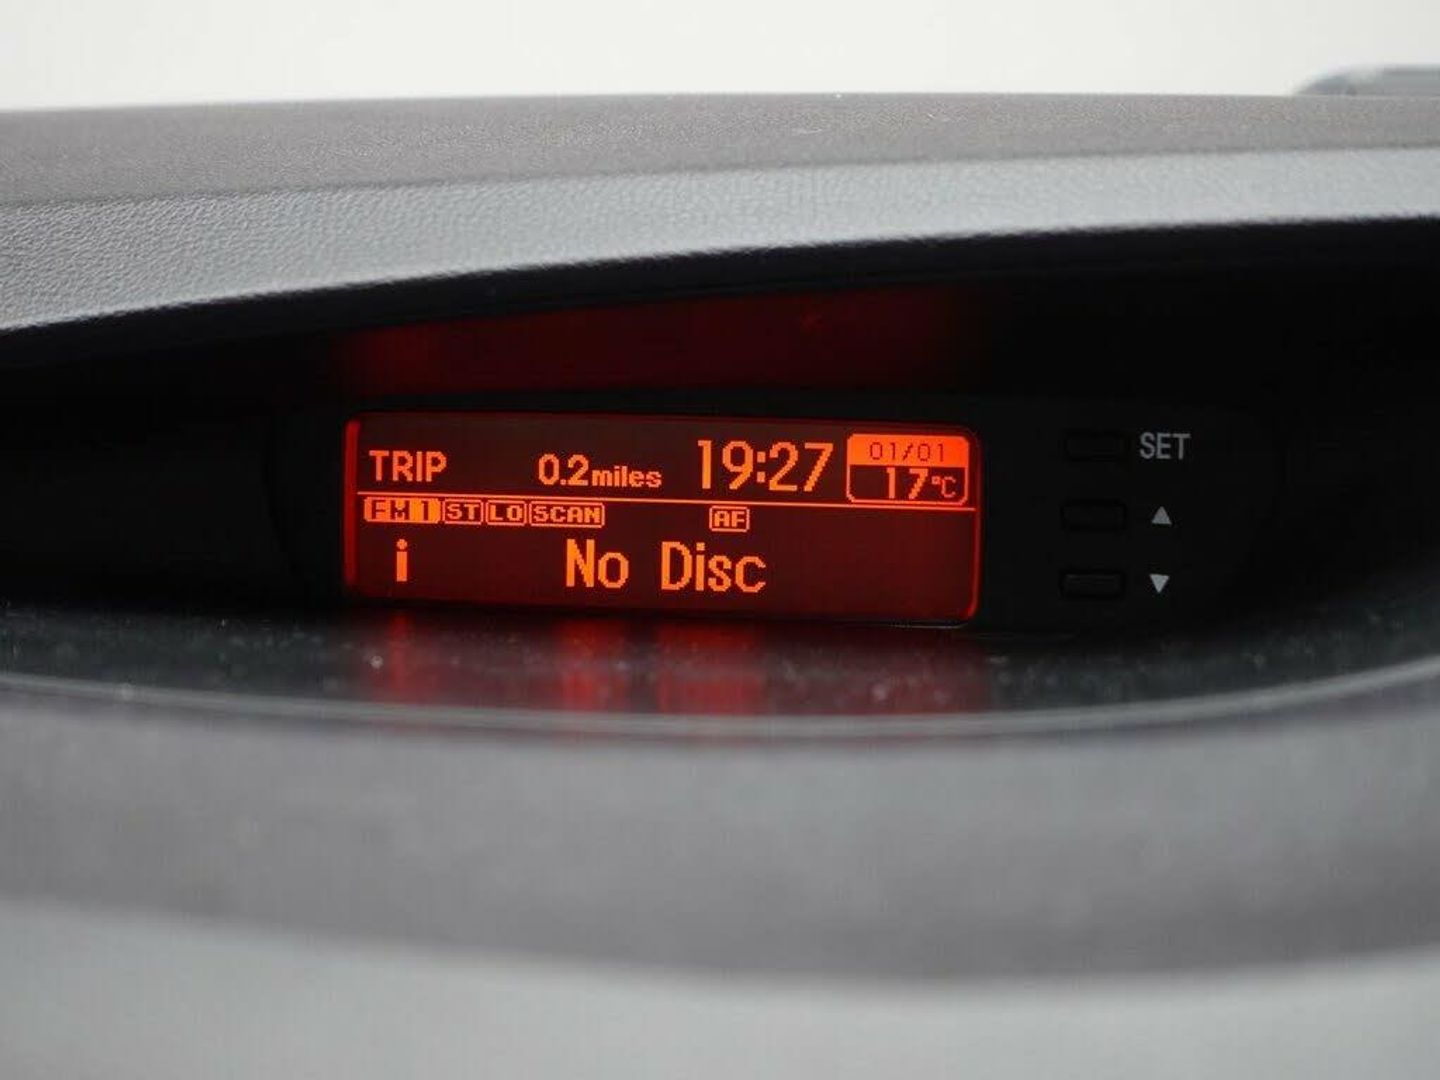 TRIP 0.2miles 19:27 01/01
17°C
FM1 ST LO SCAN AF
i No Disc
SET
▲
▼